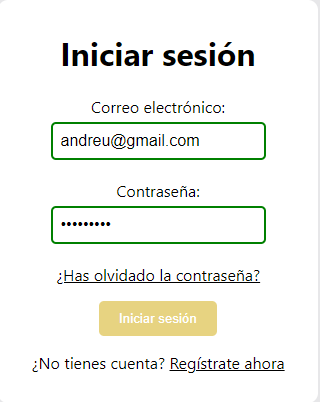 Iniciar sesión
Correo electrónico:
andreu@gmail.com
Contraseña:
•••••••••
¿Has olvidado la contraseña?
Iniciar sesión
¿No tienes cuenta? Regístrate ahora